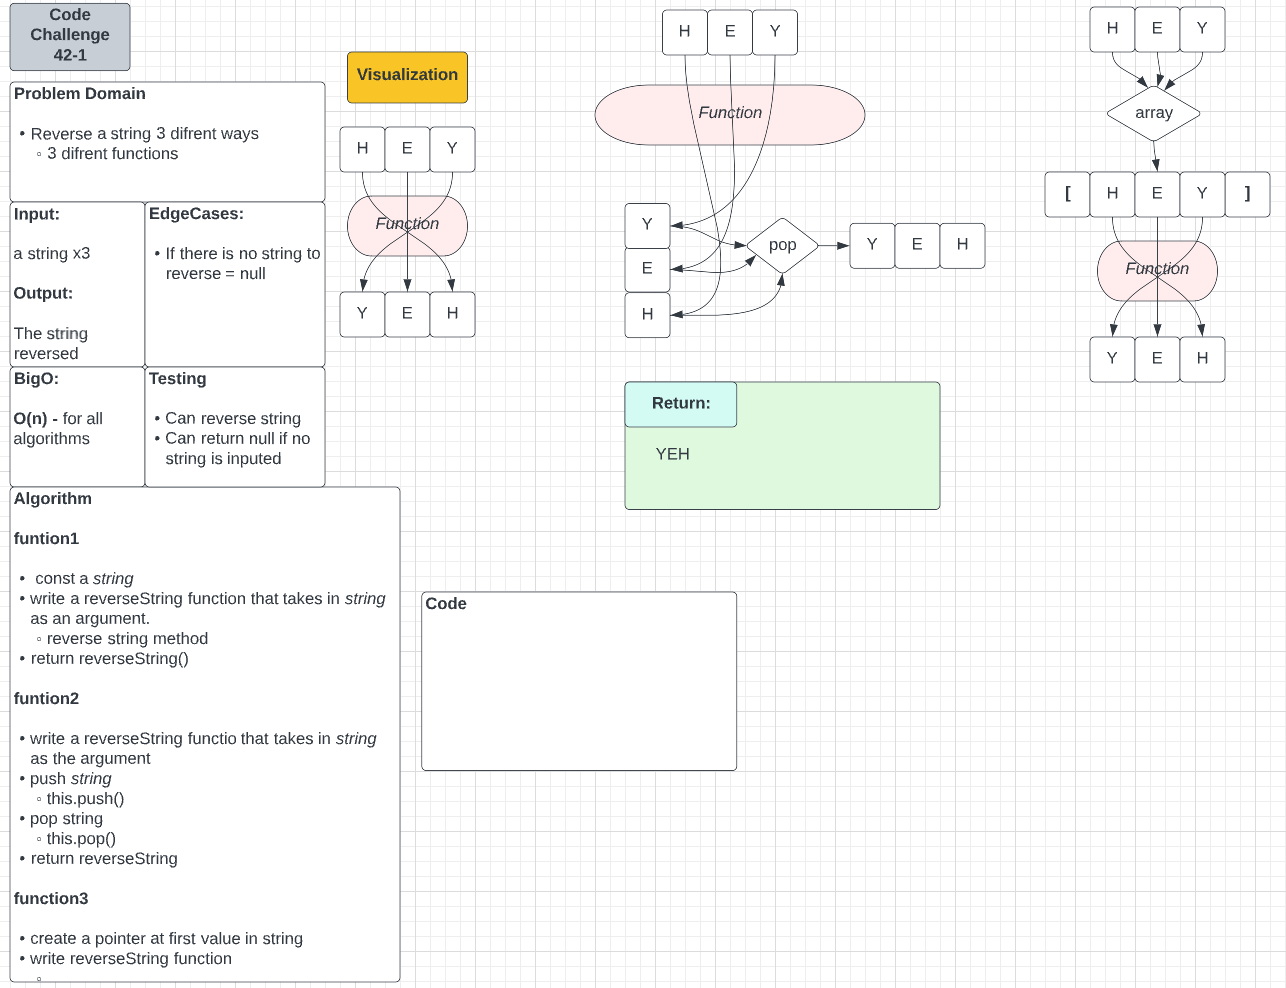 Code
Challenge
42-1
Problem Domain
• Reverse a string 3 difrent ways
▫ 3 difrent functions
Input:
a string x3
Output:
The string
reversed
EdgeCases:
• If there is no string to
reverse = null
BigO:
O(n) - for all
algorithms
Testing
• Can reverse string
• Can return null if no
string is inputed
Algorithm
funtion1
• const a string
• write a reverseString function that takes in string
as an argument.
▫ reverse string method
• return reverseString()
funtion2
• write a reverseString functio that takes in string
as the argument
• push string
▫ this.push()
• pop string
▫ this.pop()
• return reverseString
function3
• create a pointer at first value in string
• write reverseString function
▫
Visualization
H E Y
Function
Y E H
H E Y
Function
Y
E
H
pop
Y E H
Return:
YEH
Code
H E Y
array
[ H E Y ]
Function
Y E H